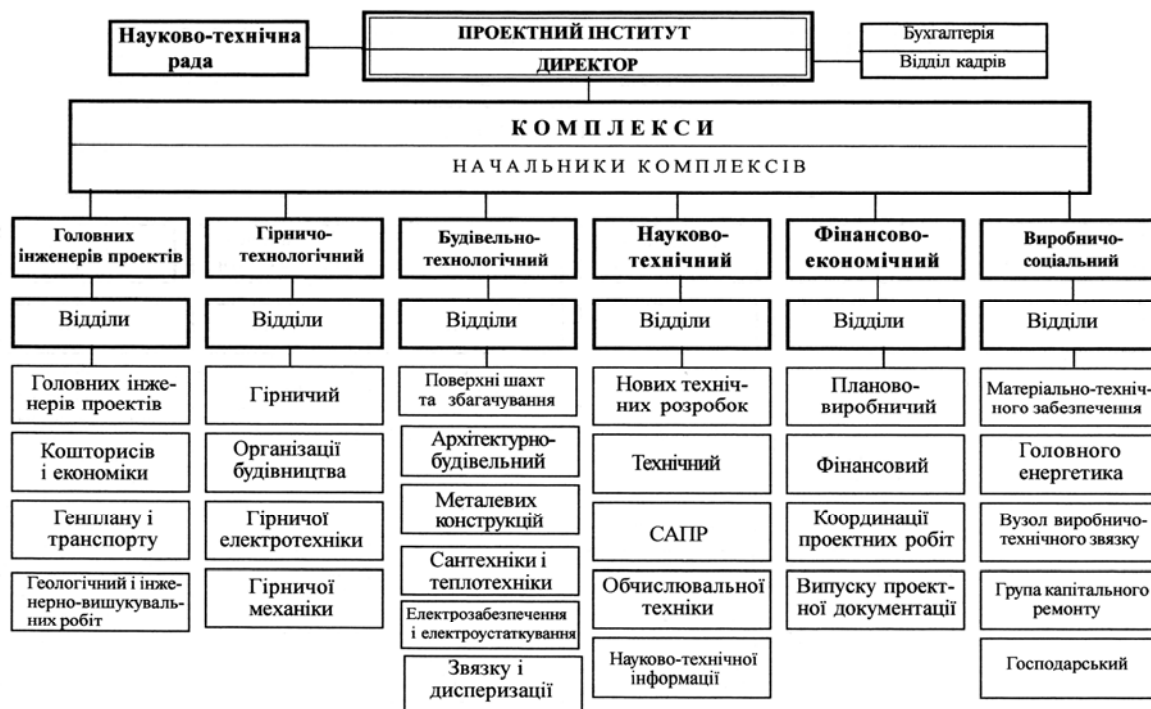 Науково-технічна
рада
ПРОЕКТНИЙ ІНСТИТУТ
ДИРЕКТОР
Бухгалтерія
Відділ кадрів
КОМПЛЕКСИ
НАЧАЛЬНИКИ КОМПЛЕКСІВ
Головних
інженерів проектів
Гірничо-
технологічний
Будівельно-
технологічний
Науково-
технічний
Фінансово-
економічний
Виробничо-
соціальний
Відділи
Відділи
Відділи
Відділи
Відділи
Відділи
Головних інже-
нерів проектів
Кошторисів
і економіки
Генплану і
транспорту
Геологічний і інже-
нерно-вишукуваль-
них робіт
Гірничий
Організації
будівництва
Гірничої
електротехніки
Гірничої
механіки
Поверхні шахт
та збагачування
Архітектурно-
будівельний
Металевих
конструкцій
Сантехніки і
теплотехніки
Електрозабезпечення
і електроустаткування
Звязку і
дисперизації
Нових техніч-
них розробок
Технічний
САПР
Обчислювальної
техніки
Науково-технічної
інформації
Планово-
виробничий
Фінансовий
Координації
проектних робіт
Випуску проект-
ної документації
Матеріально-техніч-
ного забезпечення
Головного
енергетика
Вузол виробничо-
технічного звязку
Група капітального
ремонту
Господарський